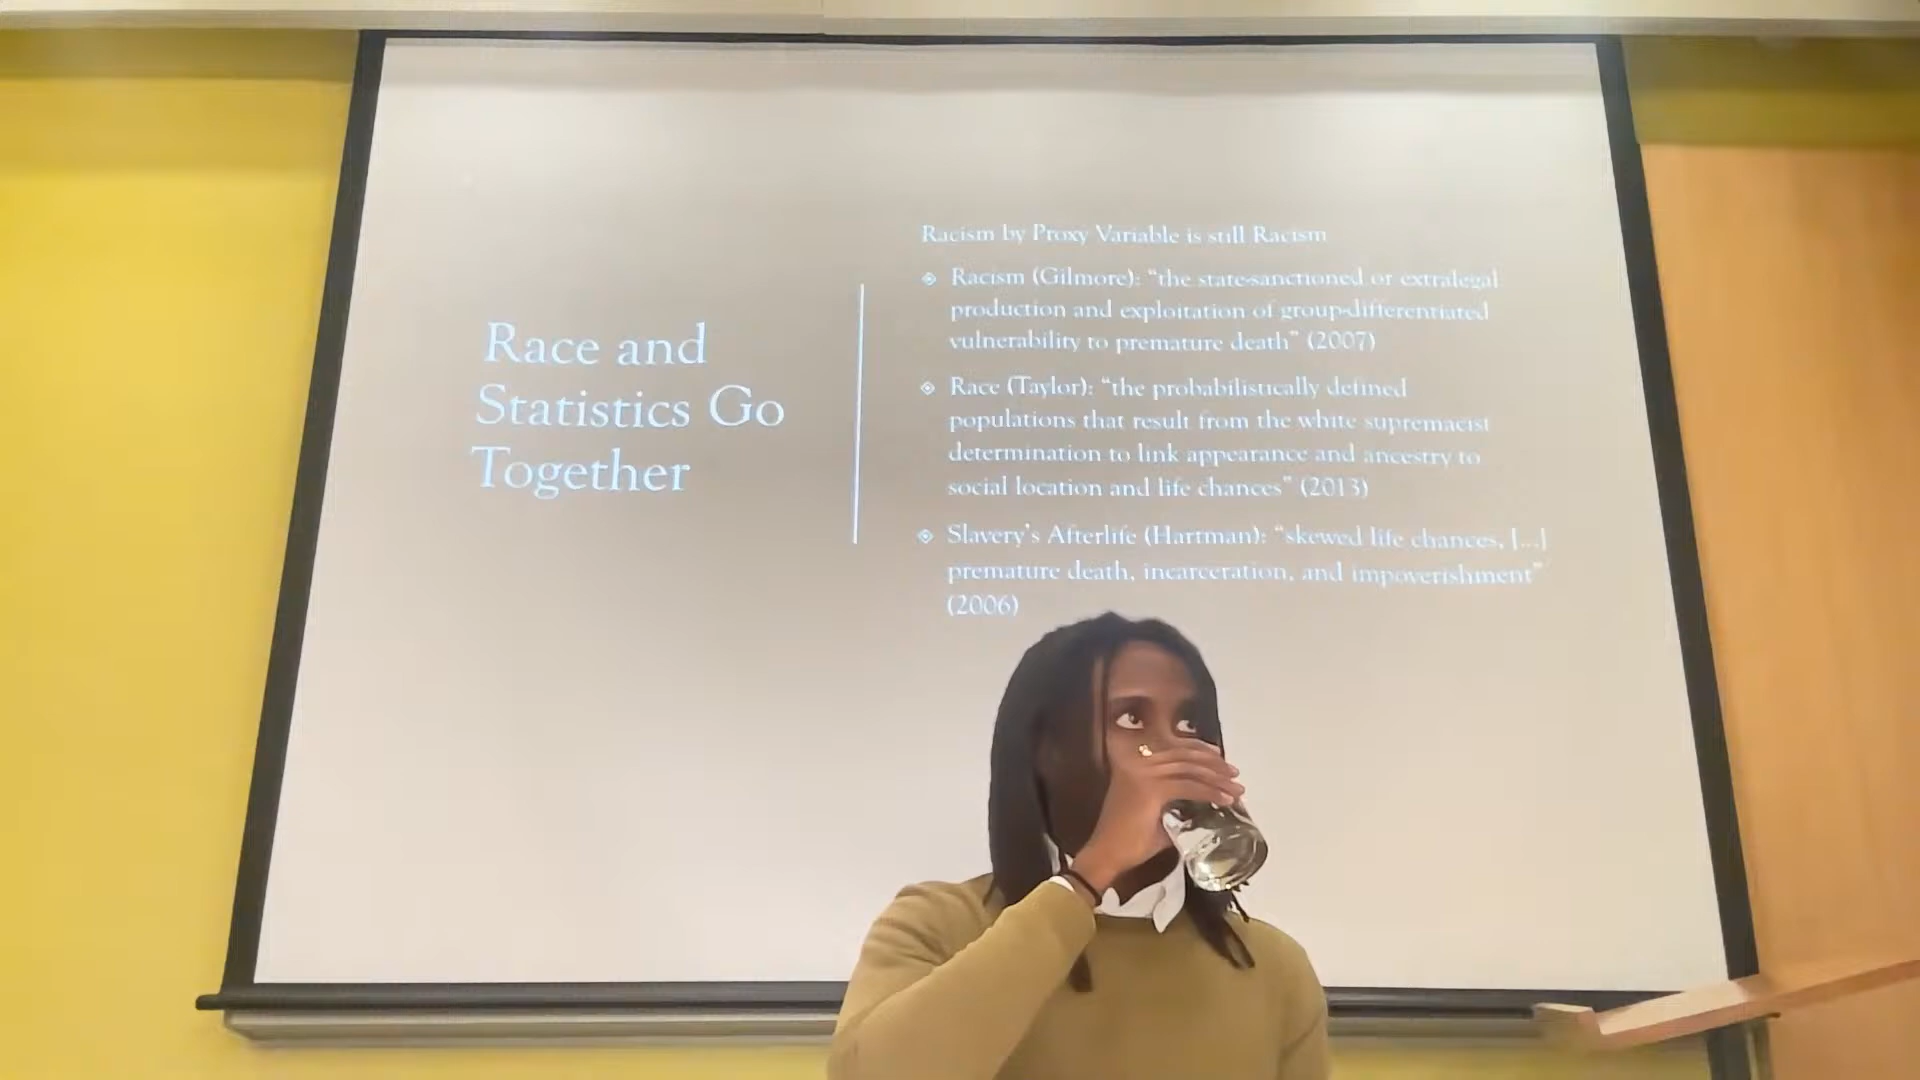 Race and
Statistics Go
Together
Racism by Proxy Variable is still Racism
Racism (Gilmore): “the state-sanctioned or extralegal
production and exploitation of group-differentiated
vulnerability to premature death” (2007)
Race (Taylor): “the probabilistically defined
populations that result from the white supremacist
determination to link appearance and ancestry to
social location and life chances” (2013)
Slavery’s Afterlife (Hartman): “skewed life chances, [...]
premature death, incarceration, and impoverishment”
(2006)